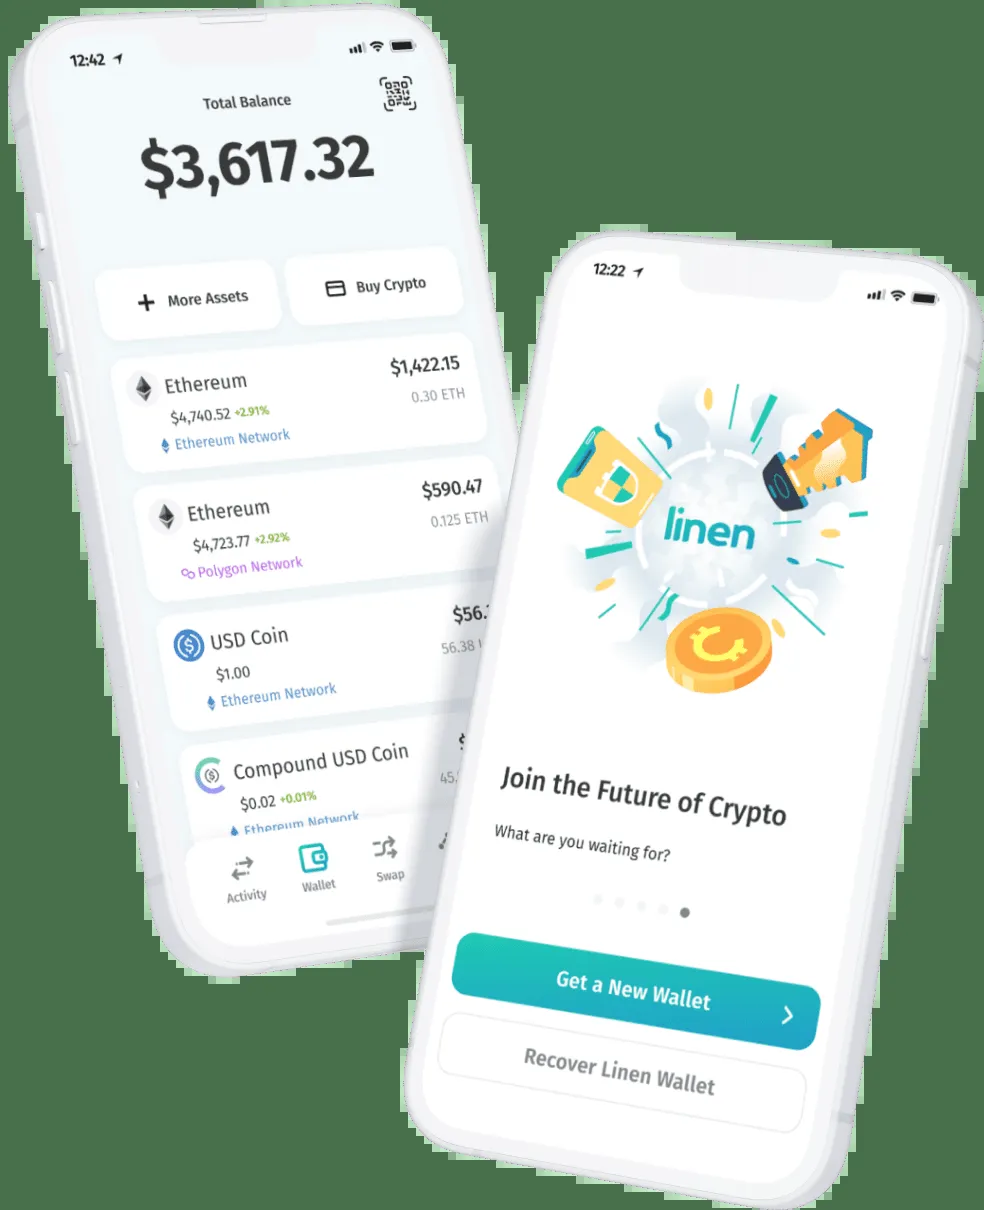 12:42
Total Balance
$3,617.32
More Assets
Buy Crypto
Ethereum
$1,422.15
$4,740.52 +2.91%
0.30 ETH
Ethereum Network
Ethereum
$590.47
$4,723.77 +2.92%
0.125 ETH
Polygon Network
USD Coin
$56.
$1.00
56.38
Ethereum Network
Compound USD Coin
$0.02 +0.01%
45.
Ethereum Network
Activity
Wallet
Swap
12:22
linen
Join the Future of Crypto
What are you waiting for?
Get a New Wallet
Recover Linen Wallet